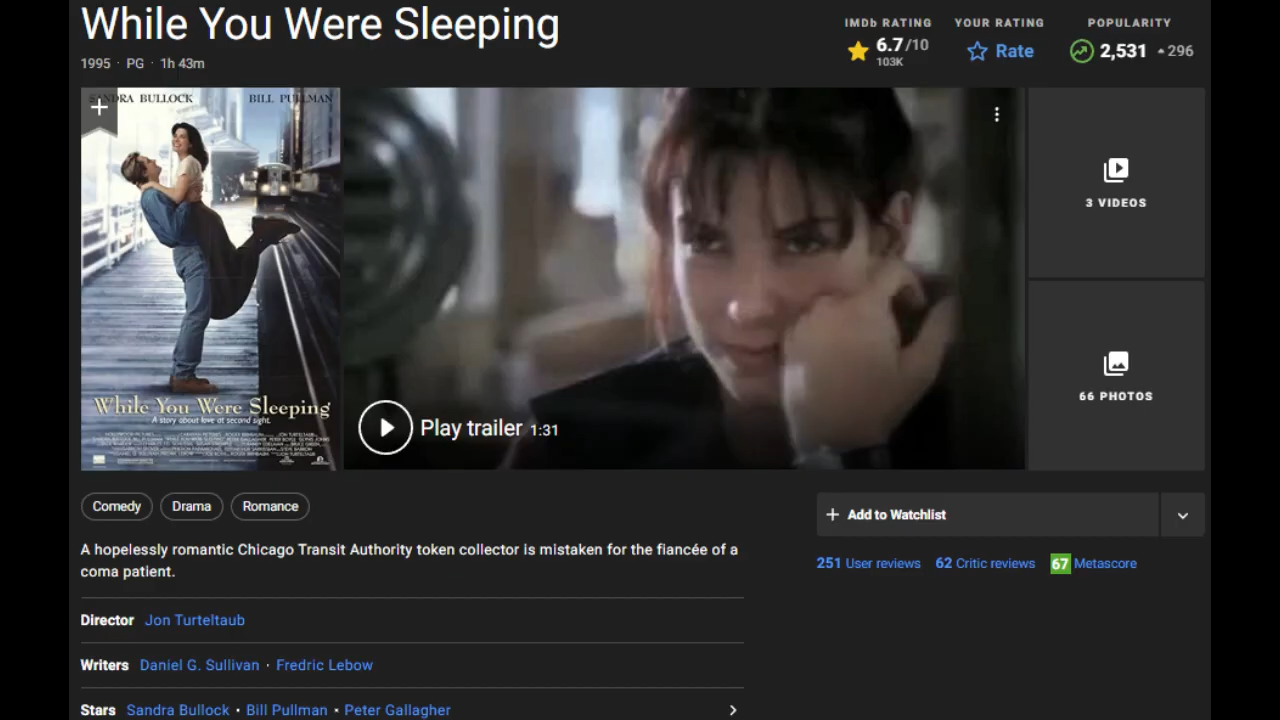 While You Were Sleeping
1995 · PG · 1h 43m
IMDb RATING
6.7/10
103K
YOUR RATING
Rate
POPULARITY
2,531
296
SANDRA BULLOCK BILL PULLMAN
While You Were Sleeping
A story about love at second sight.
Play trailer 1:31
3 VIDEOS
66 PHOTOS
Comedy Drama Romance
+ Add to Watchlist
A hopelessly romantic Chicago Transit Authority token collector is mistaken for the fiancée of a
coma patient.
251 User reviews 62 Critic reviews 67 Metascore
Director Jon Turteltaub
Writers Daniel G. Sullivan · Fredric Lebow
Stars Sandra Bullock · Bill Pullman · Peter Gallagher